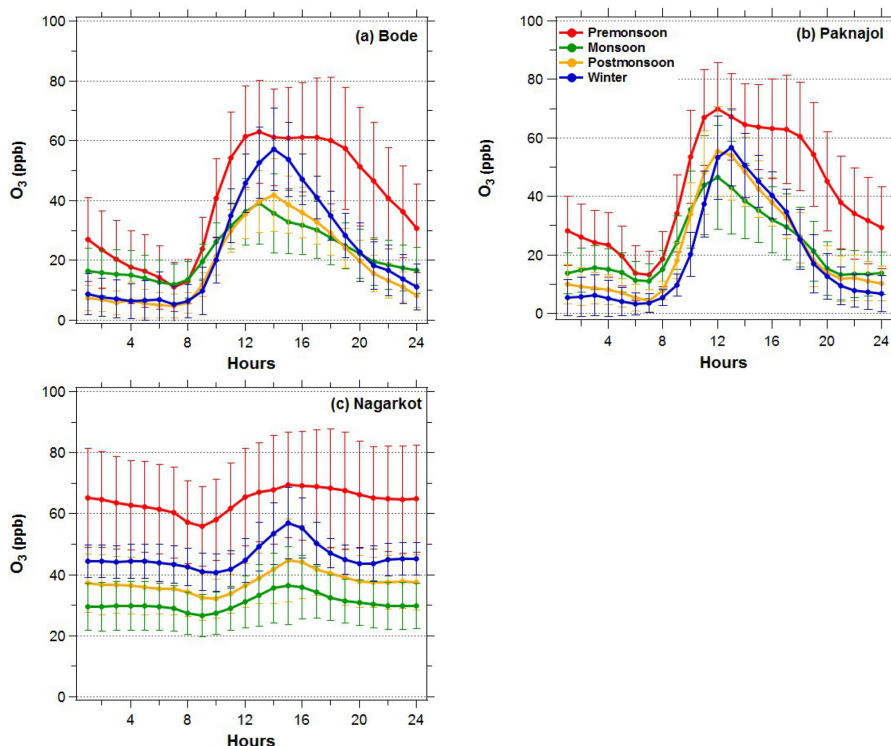 100
80
60
40
20
0
O3 (ppb)
(a) Bode
4 8 12 16 20 24
Hours
100
80
60
40
20
0
O3 (ppb)
(b) Paknajol
Premonsoon
Monsoon
Postmonsoon
Winter
4 8 12 16 20 24
Hours
100
80
60
40
20
0
O3 (ppb)
(c) Nagarkot
4 8 12 16 20 24
Hours